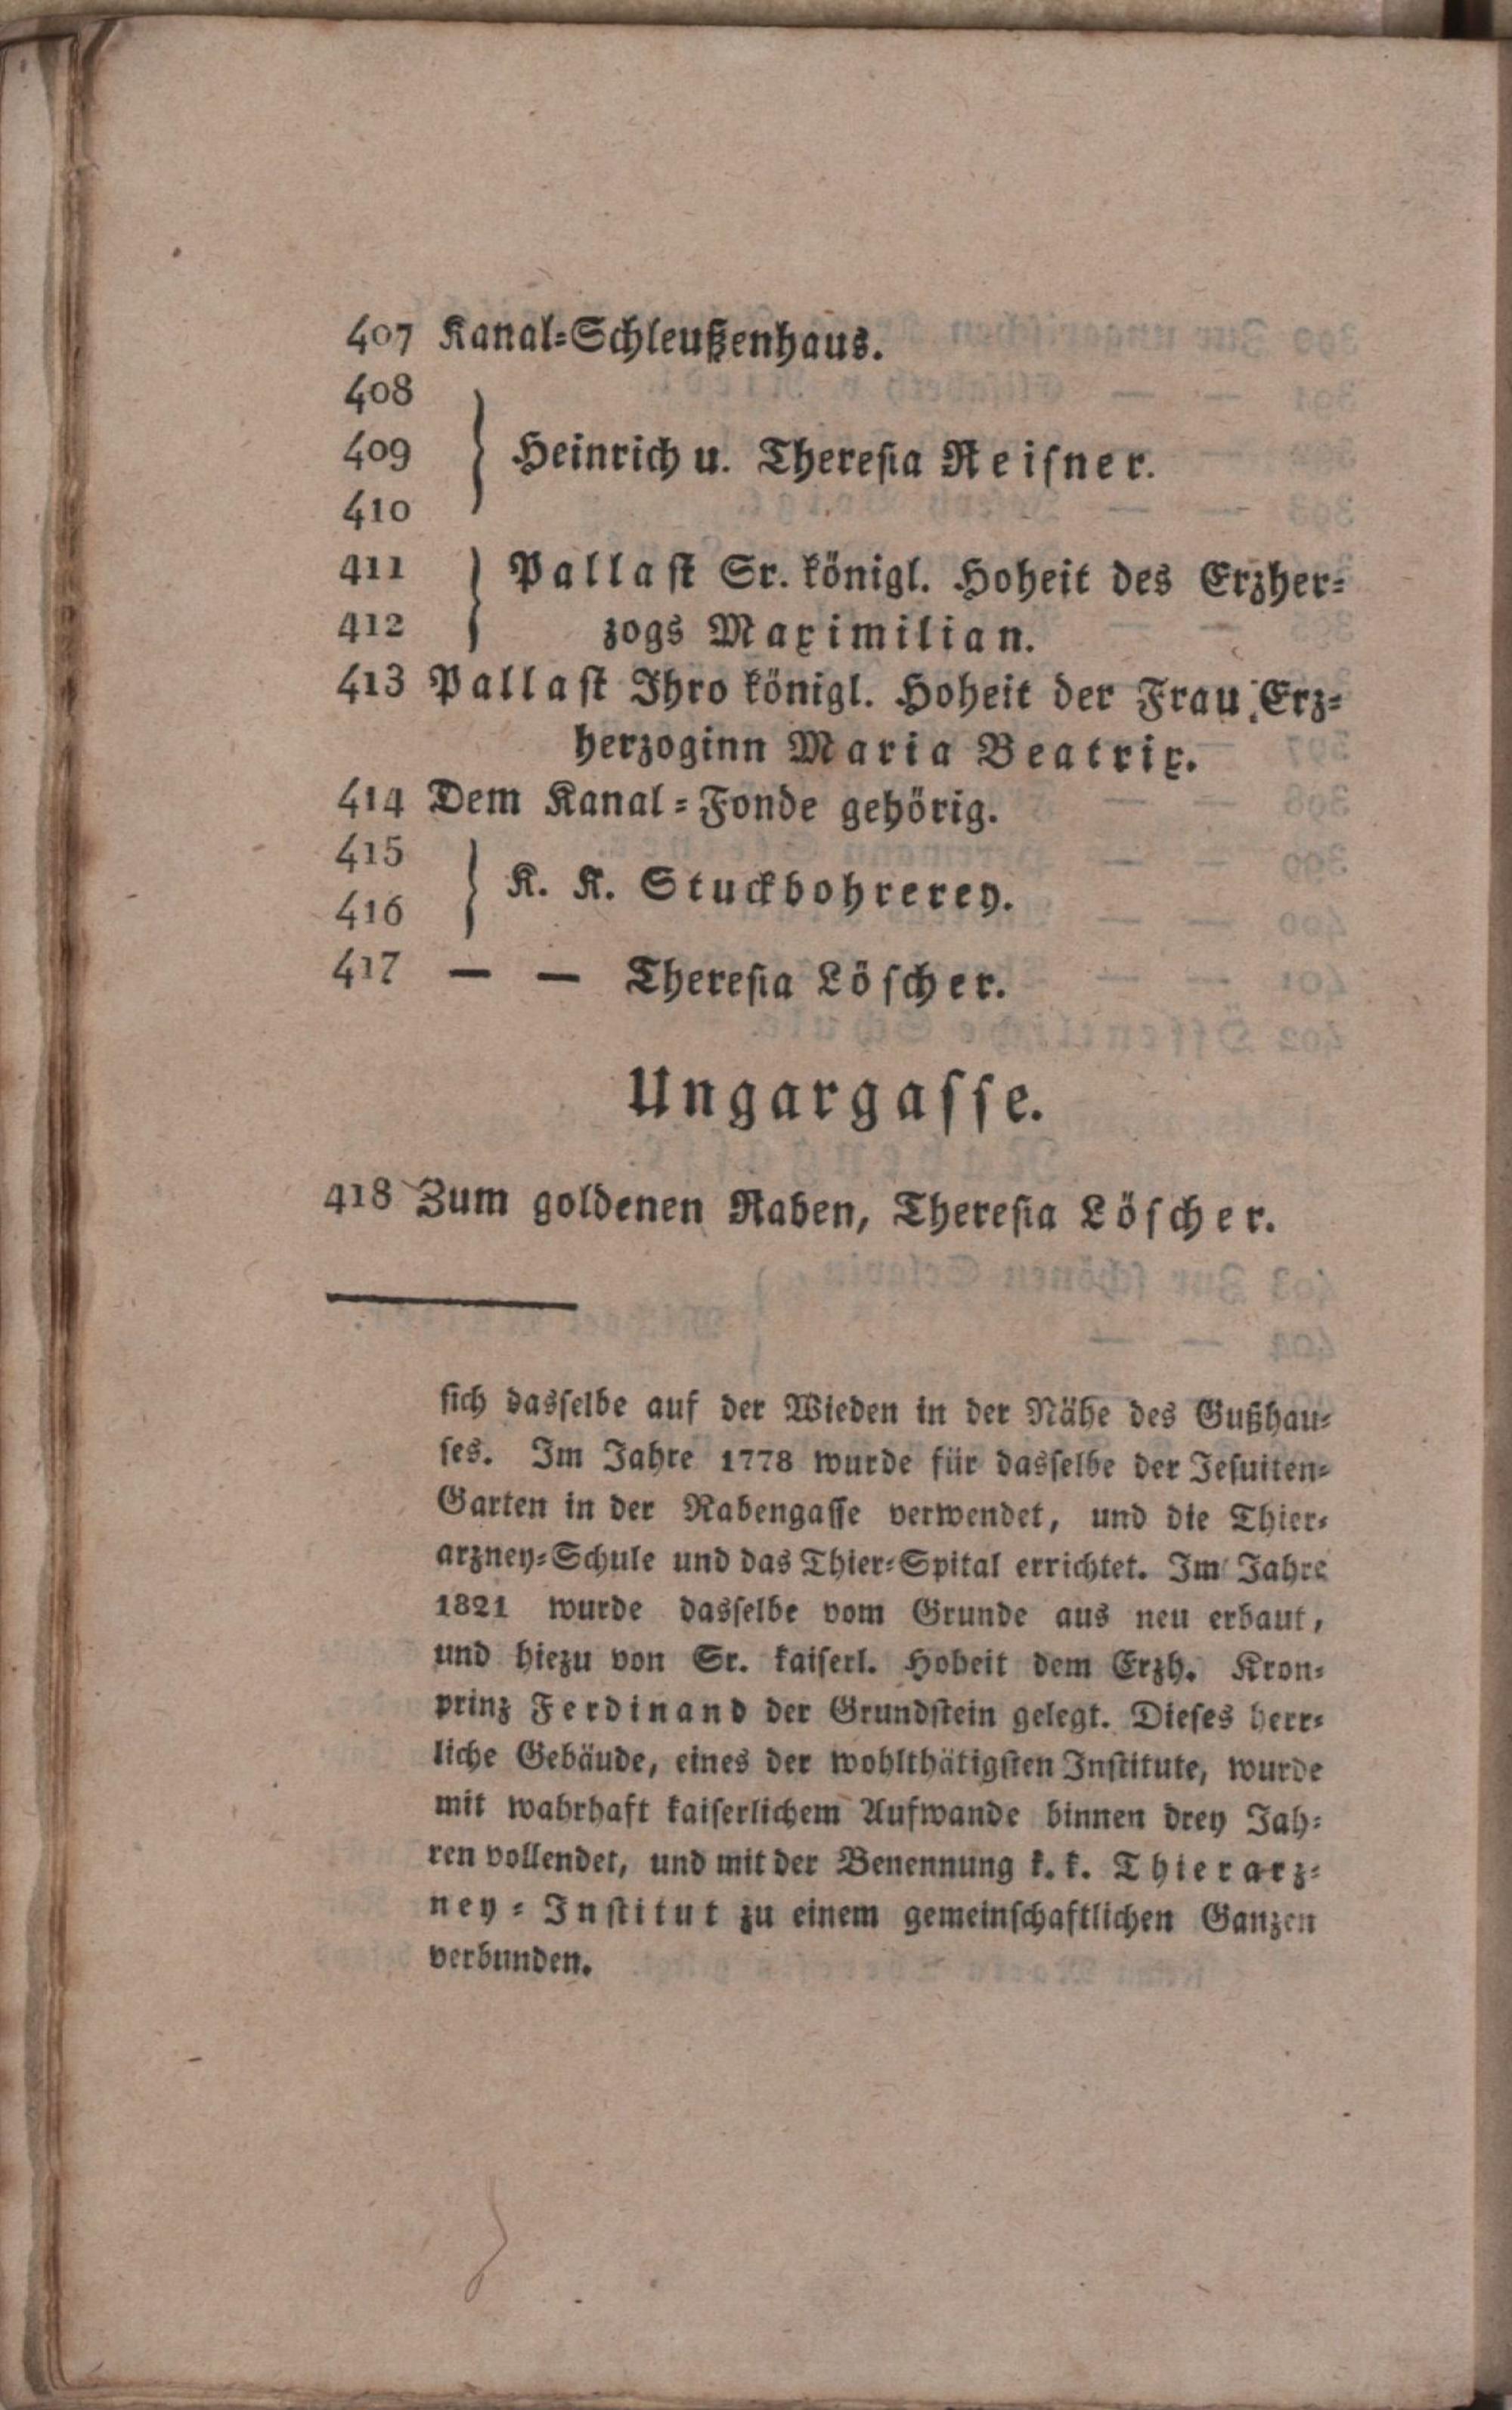 407 Kanal-Schleußenhaus.
408
409 } Heinrich u. Theresia Reisner.
410
411 } Pallast Sr. königl. Hoheit des Erzher-
412 zogs Maximilian.
413 Pallast Ihro königl. Hoheit der Frau Erz-
herzoginn Maria Beatrix.
414 Dem Kanal-Fonde gehörig.
415
416 } K. K. Stuckbohrerey.
417 — — Theresia Löscher.
Ungargasse.
418 Zum goldenen Raben, Theresia Löscher.
sich dasselbe auf der Wieden in der Nähe des Gußhau-
ses. Im Jahre 1778 wurde für dasselbe der Jesuiten-
Garten in der Rabengasse verwendet, und die Thier-
arzney-Schule und das Thier-Spital errichtet. Im Jahre
1821 wurde dasselbe vom Grunde aus neu erbaut,
und hiezu von Sr. kaiserl. Hoheit dem Erzh. Kron-
prinz Ferdinand der Grundstein gelegt. Dieses herr-
liche Gebäude, eines der wohlthätigsten Institute, wurde
mit wahrhaft kaiserlichem Aufwande binnen drey Jah-
ren vollendet, und mit der Benennung k. k. Thierarz-
ney-Institut zu einem gemeinschaftlichen Ganzen
verbunden.